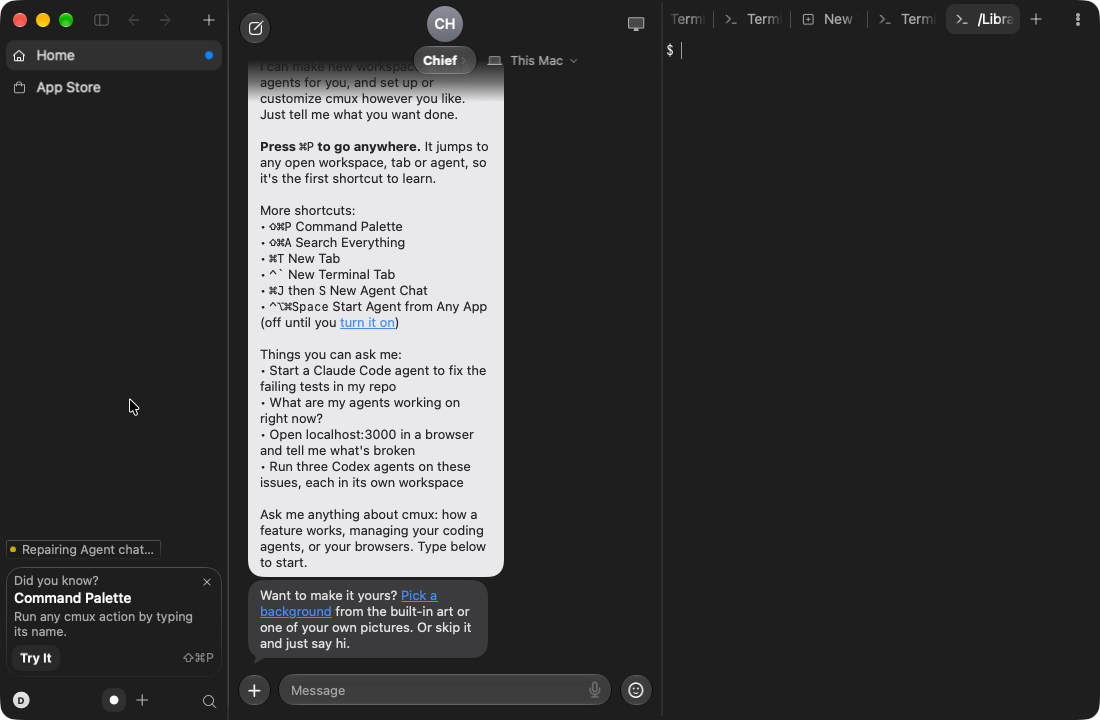 Home
App Store
Repairing Agent chat...
Did you know?
Command Palette
Run any cmux action by typing
its name.
Try It
⇧⌘P
D
CH
Chief
This Mac
I can make new workspac
agents for you, and set up or
customize cmux however you like.
Just tell me what you want done.
Press ⌘P to go anywhere. It jumps to
any open workspace, tab or agent, so
it's the first shortcut to learn.
More shortcuts:
• ⇧⌘P Command Palette
• ⇧⌘A Search Everything
• ⌘T New Tab
• ^` New Terminal Tab
• ⌘J then S New Agent Chat
• ^⌥⌘Space Start Agent from Any App
(off until you turn it on)
Things you can ask me:
• Start a Claude Code agent to fix the
failing tests in my repo
• What are my agents working on
right now?
• Open localhost:3000 in a browser
and tell me what's broken
• Run three Codex agents on these
issues, each in its own workspace
Ask me anything about cmux: how a
feature works, managing your coding
agents, or your browsers. Type below
to start.
Want to make it yours? Pick a
background from the built-in art or
one of your own pictures. Or skip it
and just say hi.
Message
Termi
Termi
New
Termi
/Libra
$